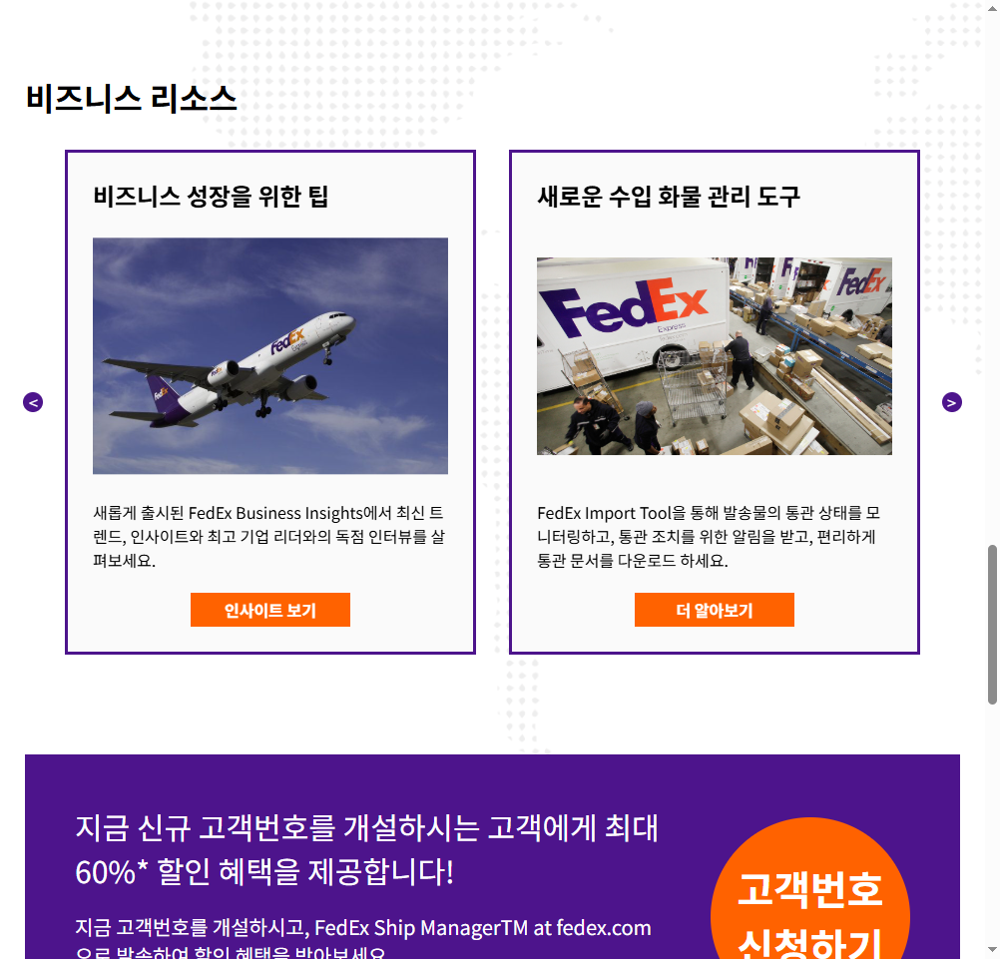 비즈니스 리소스
비즈니스 성장을 위한 팁
FedEx
Express
FedEx
새롭게 출시된 FedEx Business Insights에서 최신 트
렌드, 인사이트와 최고 기업 리더와의 독점 인터뷰를 살
펴보세요.
인사이트 보기
새로운 수입 화물 관리 도구
FedEx
Express
FedEx
FedEx Import Tool을 통해 발송물의 통관 상태를 모
니터링하고, 통관 조치를 위한 알림을 받고, 편리하게
통관 문서를 다운로드 하세요.
더 알아보기
<
>
지금 신규 고객번호를 개설하시는 고객에게 최대
60%* 할인 혜택을 제공합니다!
지금 고객번호를 개설하시고, FedEx Ship ManagerTM at fedex.com
으로 발송하여 할인 혜택을 받아보세요
고객번호
신청하기